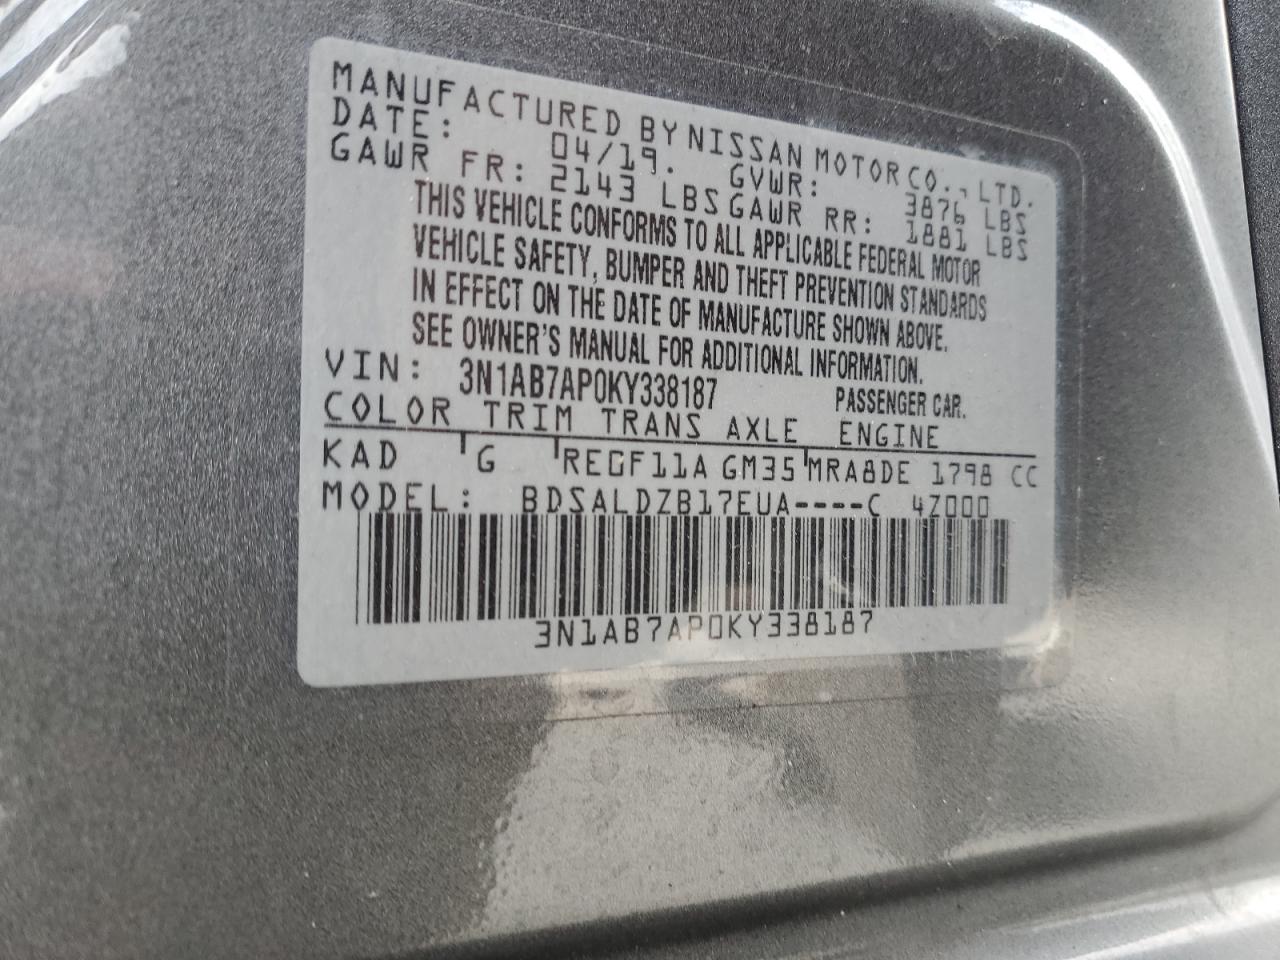 MANUFACTURED BY NISSAN MOTOR CO., LTD.
DATE: 04/19. GVWR: 3876 LBS
GAWR FR: 2143 LBS GAWR RR: 1881 LBS
THIS VEHICLE CONFORMS TO ALL APPLICABLE FEDERAL MOTOR
VEHICLE SAFETY, BUMPER AND THEFT PREVENTION STANDARDS
IN EFFECT ON THE DATE OF MANUFACTURE SHOWN ABOVE.
SEE OWNER'S MANUAL FOR ADDITIONAL INFORMATION.
VIN: 3N1AB7AP0KY338187 PASSENGER CAR.
COLOR TRIM TRANS AXLE ENGINE
KAD G RE0F11A GM35 MRA8DE 1798 CC
MODEL: BDSALDZB17EUA----C 4Z000
3N1AB7AP0KY338187